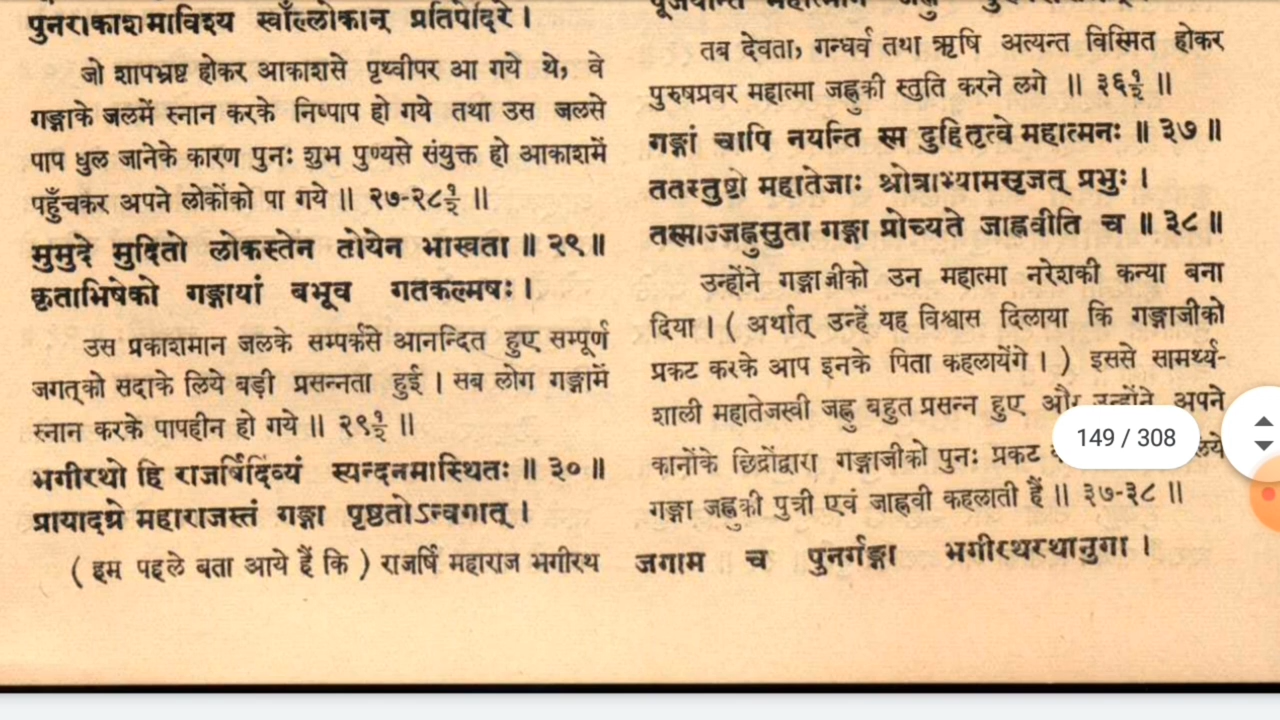 पुनराकाशमाविश्य स्वाँल्लोकान् प्रतिपेदिरे ।
जो शापभ्रष्ट होकर आकाशसे पृथ्वीपर आ गये थे, वे
गङ्गाके जलमें स्नान करके निष्पाप हो गये तथा उस जलसे
पाप धुल जानेके कारण पुनः शुभ पुण्यसे संयुक्त हो आकाशमें
पहुँचकर अपने लोकोंको पा गये ॥ २७-२८१/२ ॥
मुमुदे मुदितो लोकस्तेन तोयेन भास्वता ॥ २९ ॥
कृताभिषेको गङ्गायां बभूव गतकल्मषः ।
उस प्रकाशमान जलके सम्पर्कसे आनन्दित हुए सम्पूर्ण
जगत्को सदाके लिये बड़ी प्रसन्नता हुई । सब लोग गङ्गामें
स्नान करके पापहीन हो गये ॥ २९१/२ ॥
भगीरथो हि राजर्षिर्दिव्यं स्यन्दनमास्थितः ॥ ३० ॥
प्रायादग्रे महाराजस्तं गङ्गा पृष्ठतोऽन्वगात् ।
( हम पहले बता आये हैं कि ) राजर्षि महाराज भगीरथ
तब देवता, गन्धर्व तथा ऋषि अत्यन्त विस्मित होकर
पुरुषप्रवर महात्मा जह्नुकी स्तुति करने लगे ॥ ३६१/२ ॥
गङ्गां चापि नयन्ति स्म दुहितृत्वे महात्मनः ॥ ३७ ॥
ततस्तुष्टो महातेजाः श्रोत्राभ्यामसृजत् प्रभुः ।
तस्माज्जह्नुसुता गङ्गा प्रोच्यते जाह्नवीति च ॥ ३८ ॥
उन्होंने गङ्गाजीको उन महात्मा नरेशकी कन्या बना
दिया । ( अर्थात् उन्हें यह विश्वास दिलाया कि गङ्गाजीको
प्रकट करके आप इनके पिता कहलायेंगे । ) इससे सामर्थ्य-
शाली महातेजस्वी जह्नु बहुत प्रसन्न हुए और उन्होंने अपने
कानोंके छिद्रोंद्वारा गङ्गाजीको पुनः प्रकट
गङ्गा जह्नुकी पुत्री एवं जाह्नवी कहलाती हैं ॥ ३७-३८ ॥
जगाम च पुनर्गङ्गा भगीरथरथानुगा ।
149 / 308